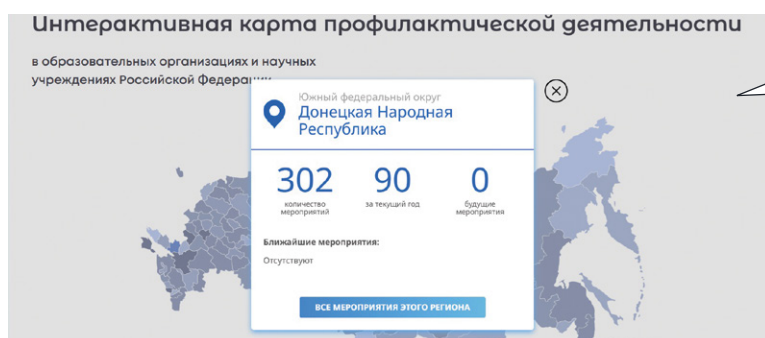 Интерактивная карта профилактической деятельности
в образовательных организациях и научных
учреждениях Российской Федерации
Южный федеральный округ
Донецкая Народная
Республика
302 90 0
количество за текущий год будущие
мероприятий мероприятия
Ближайшие мероприятия:
Отсутствуют
ВСЕ МЕРОПРИЯТИЯ ЭТОГО РЕГИОНА